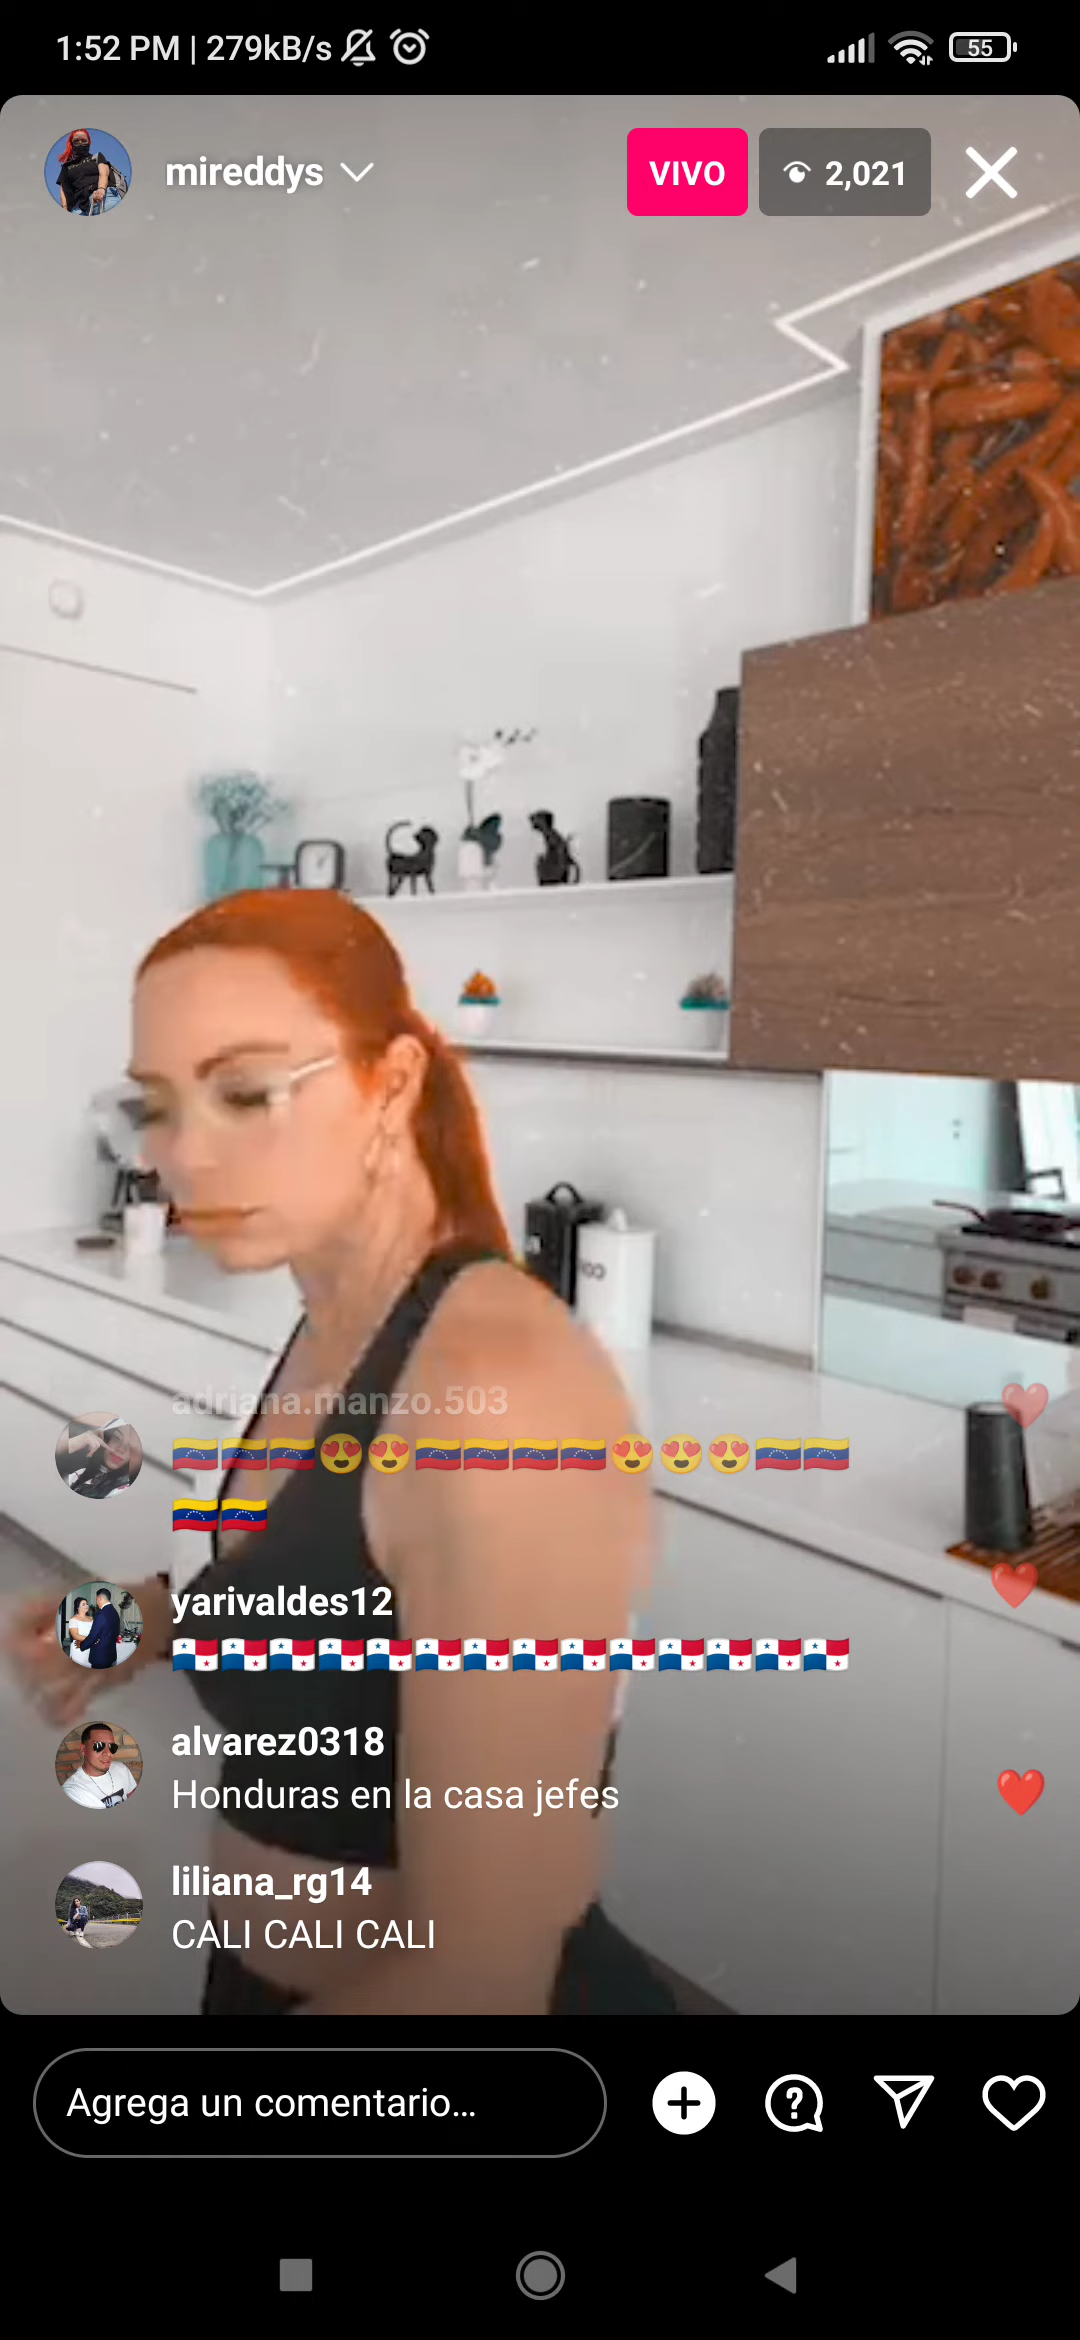 1:52 PM | 279kB/s
55
mireddys
VIVO
2,021
adriana.manzo.503
🇻🇪🇻🇪🇻🇪😍😍🇻🇪🇻🇪🇻🇪🇻🇪😍😍😍🇻🇪🇻🇪
🇻🇪🇻🇪
yarivaldes12
🇵🇦🇵🇦🇵🇦🇵🇦🇵🇦🇵🇦🇵🇦🇵🇦🇵🇦🇵🇦🇵🇦🇵🇦🇵🇦🇵🇦
alvarez0318
Honduras en la casa jefes
liliana_rg14
CALI CALI CALI
Agrega un comentario...